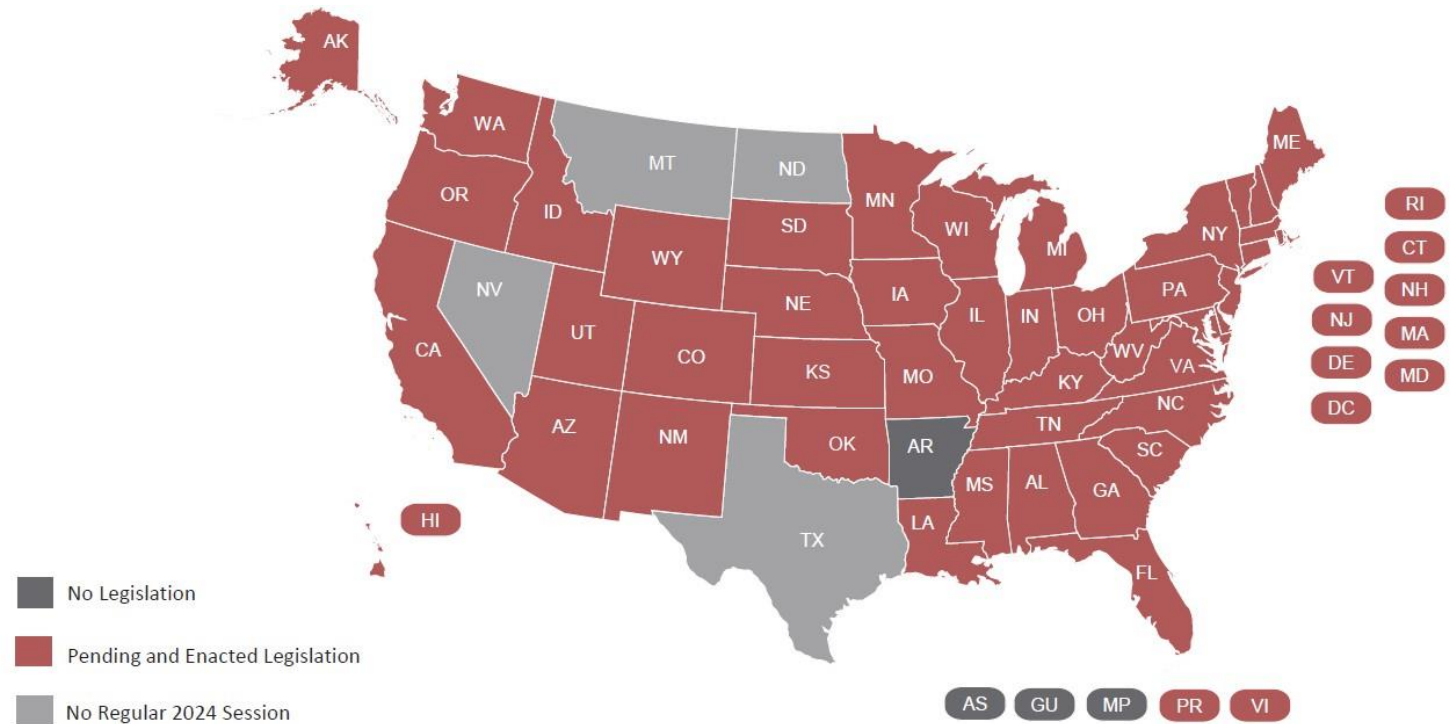 AK
WA
MT
ND
ME
OR
ID
MN
RI
SD
WI
NY
CT
WY
MI
VT
NH
NV
NE
IA
PA
NJ
IL
IN
OH
MA
UT
CO
CA
WV
VA
DE
KS
MO
KY
MD
NC
DC
TN
AZ
NM
OK
AR
SC
MS
AL
GA
HI
LA
TX
FL
No Legislation
Pending and Enacted Legislation
No Regular 2024 Session
AS
GU
MP
PR
VI